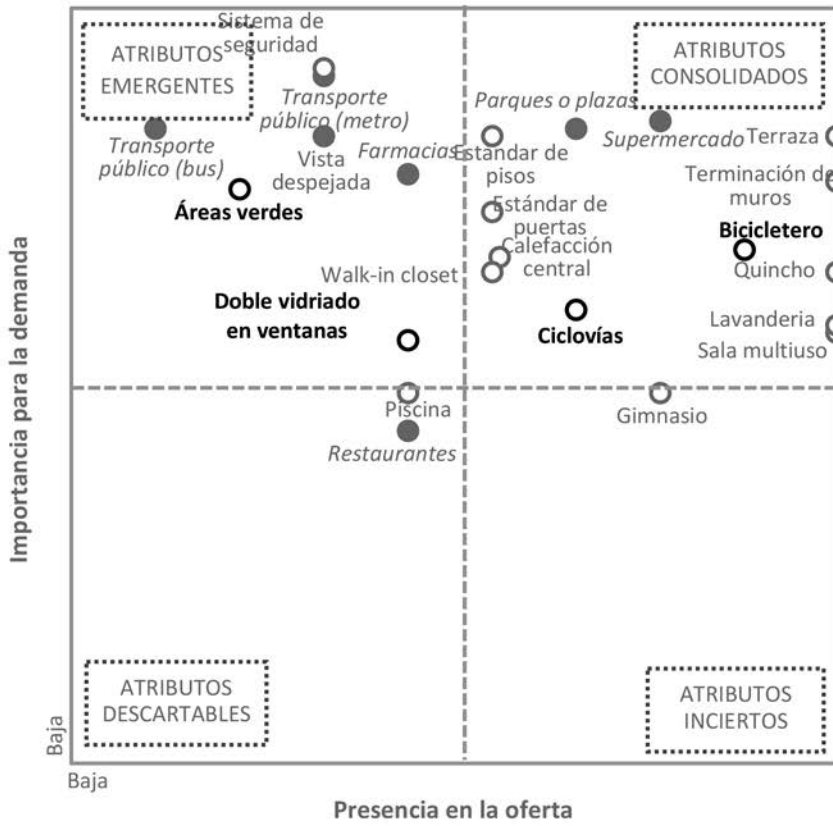 Sistema de
seguridad
ATRIBUTOS
EMERGENTES
ATRIBUTOS
CONSOLIDADOS
Transporte
público (metro)
Parques o plazas
Supermercado
Terraza
Transporte
público (bus)
Vista
despejada
Farmacias
Estándar de
pisos
Terminación de
muros
Áreas verdes
Estándar de
puertas
Bicicletero
Calefacción
central
Walk-in closet
Quincho
Doble vidriado
en ventanas
Ciclovías
Lavanderia
Sala multiuso
Piscina
Gimnasio
Restaurantes
Importancia para la demanda
ATRIBUTOS
DESCARTABLES
ATRIBUTOS
INCIERTOS
Baja
Baja
Presencia en la oferta